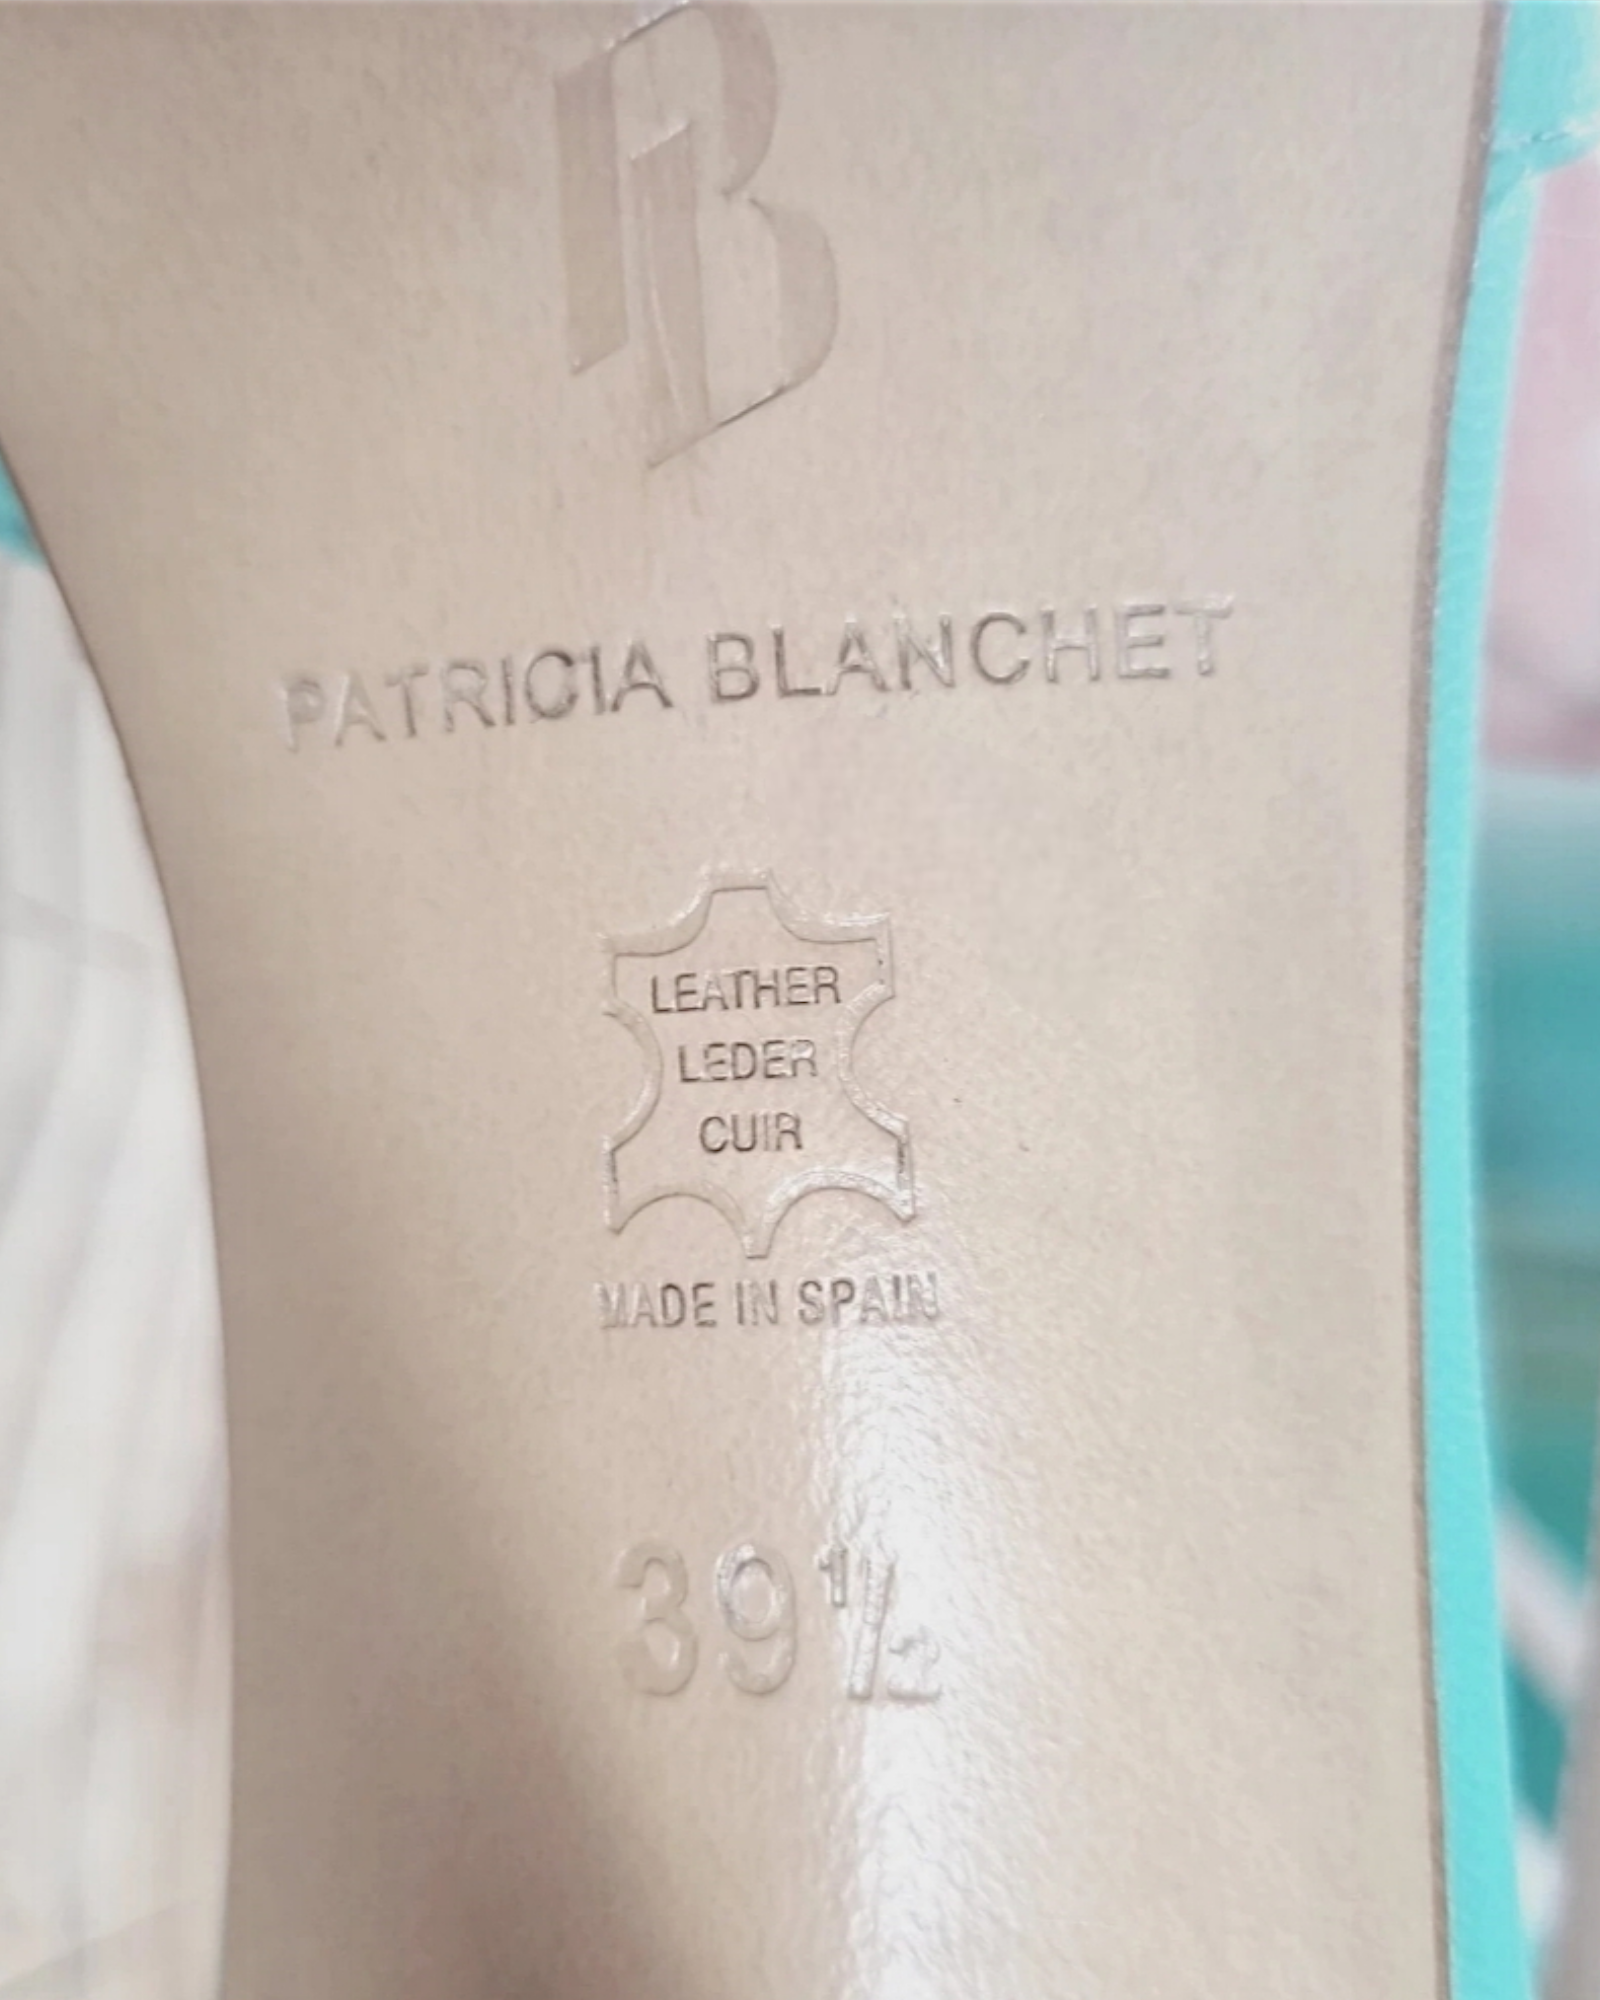 PB
PATRICIA BLANCHET
LEATHER
LEDER
CUIR
MADE IN SPAIN
39½